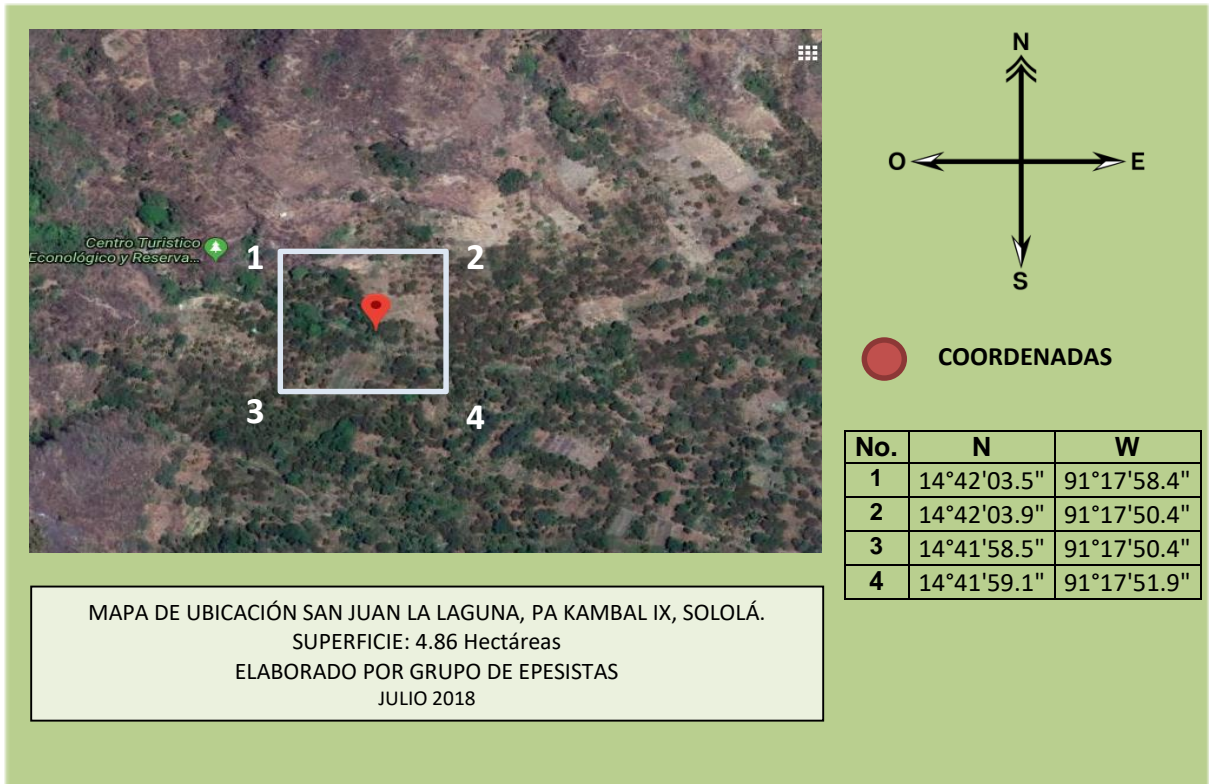 Centro Turistico
Econológico y Reserva...
1
2
3
4
N
O
E
S
COORDENADAS
No. N W
1 14°42'03.5" 91°17'58.4"
2 14°42'03.9" 91°17'50.4"
3 14°41'58.5" 91°17'50.4"
4 14°41'59.1" 91°17'51.9"
MAPA DE UBICACIÓN SAN JUAN LA LAGUNA, PA KAMBAL IX, SOLOLÁ.
SUPERFICIE: 4.86 Hectáreas
ELABORADO POR GRUPO DE EPESISTAS
JULIO 2018